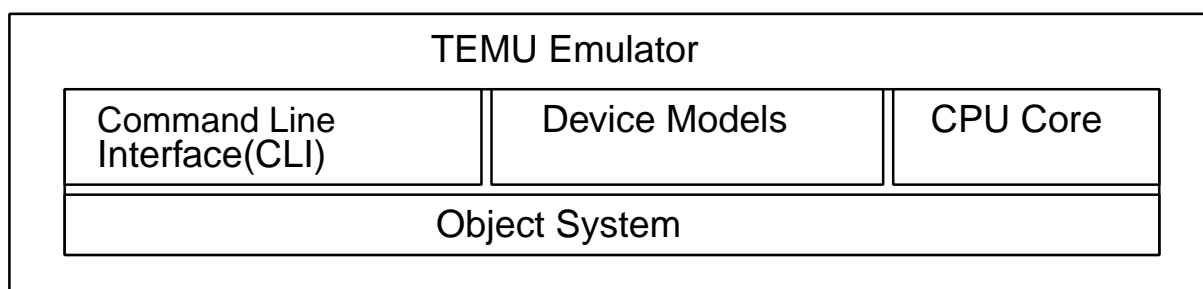 TEMU Emulator
Command Line
Interface(CLI)
Device Models
CPU Core
Object System